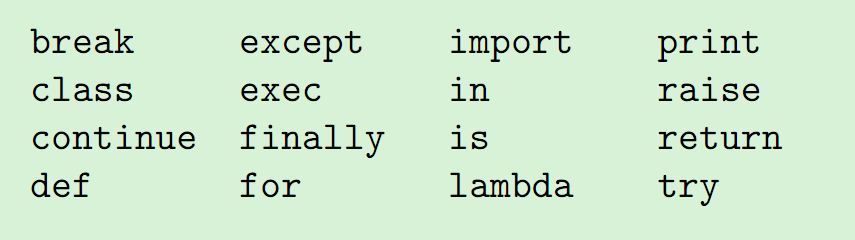 break except import print
class exec in raise
continue finally is return
def for lambda try